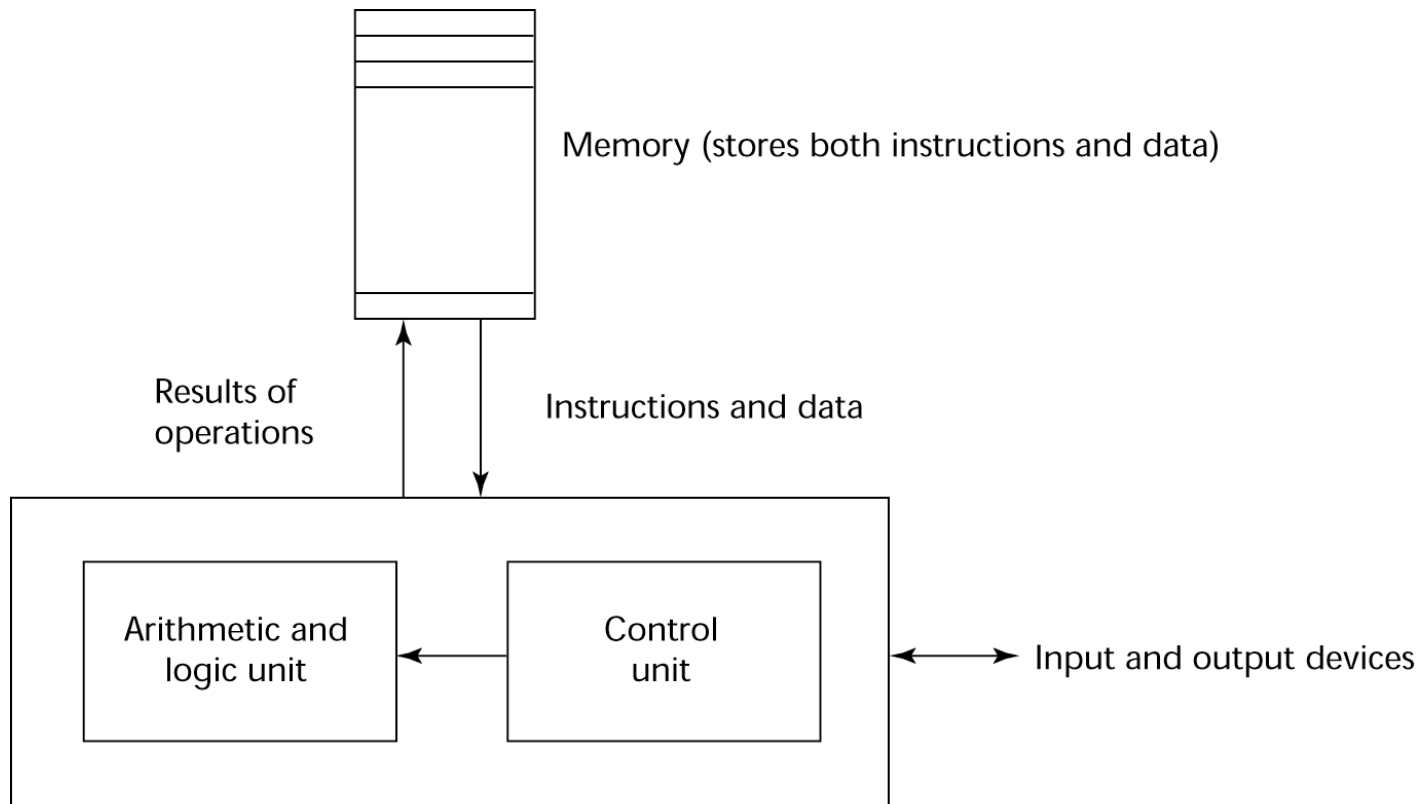 Memory (stores both instructions and data)
Results of
operations
Instructions and data
Arithmetic and
logic unit
Control
unit
Input and output devices